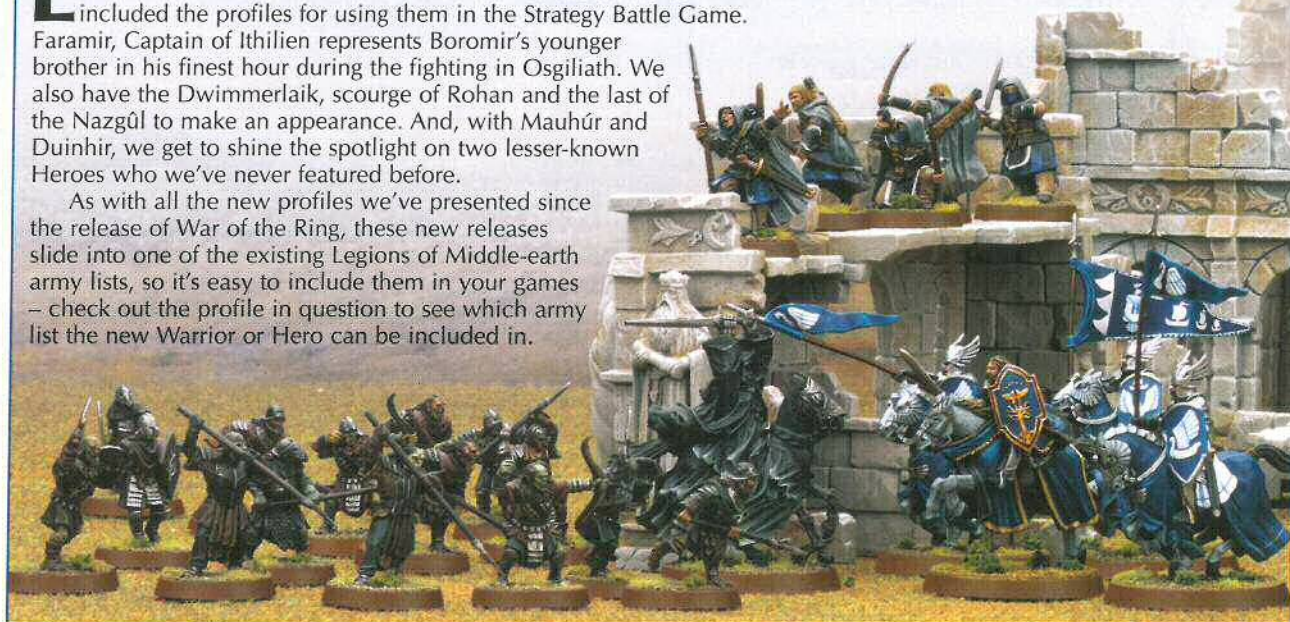 included the profiles for using them in the Strategy Battle Game.
Faramir, Captain of Ithilien represents Boromir's younger
brother in his finest hour during the fighting in Osgiliath. We
also have the Dwimmerlaik, scourge of Rohan and the last of
the Nazgûl to make an appearance. And, with Mauhúr and
Duinhir, we get to shine the spotlight on two lesser-known
Heroes who we've never featured before.
As with all the new profiles we've presented since
the release of War of the Ring, these new releases
slide into one of the existing Legions of Middle-earth
army lists, so it's easy to include them in your games
– check out the profile in question to see which army
list the new Warrior or Hero can be included in.